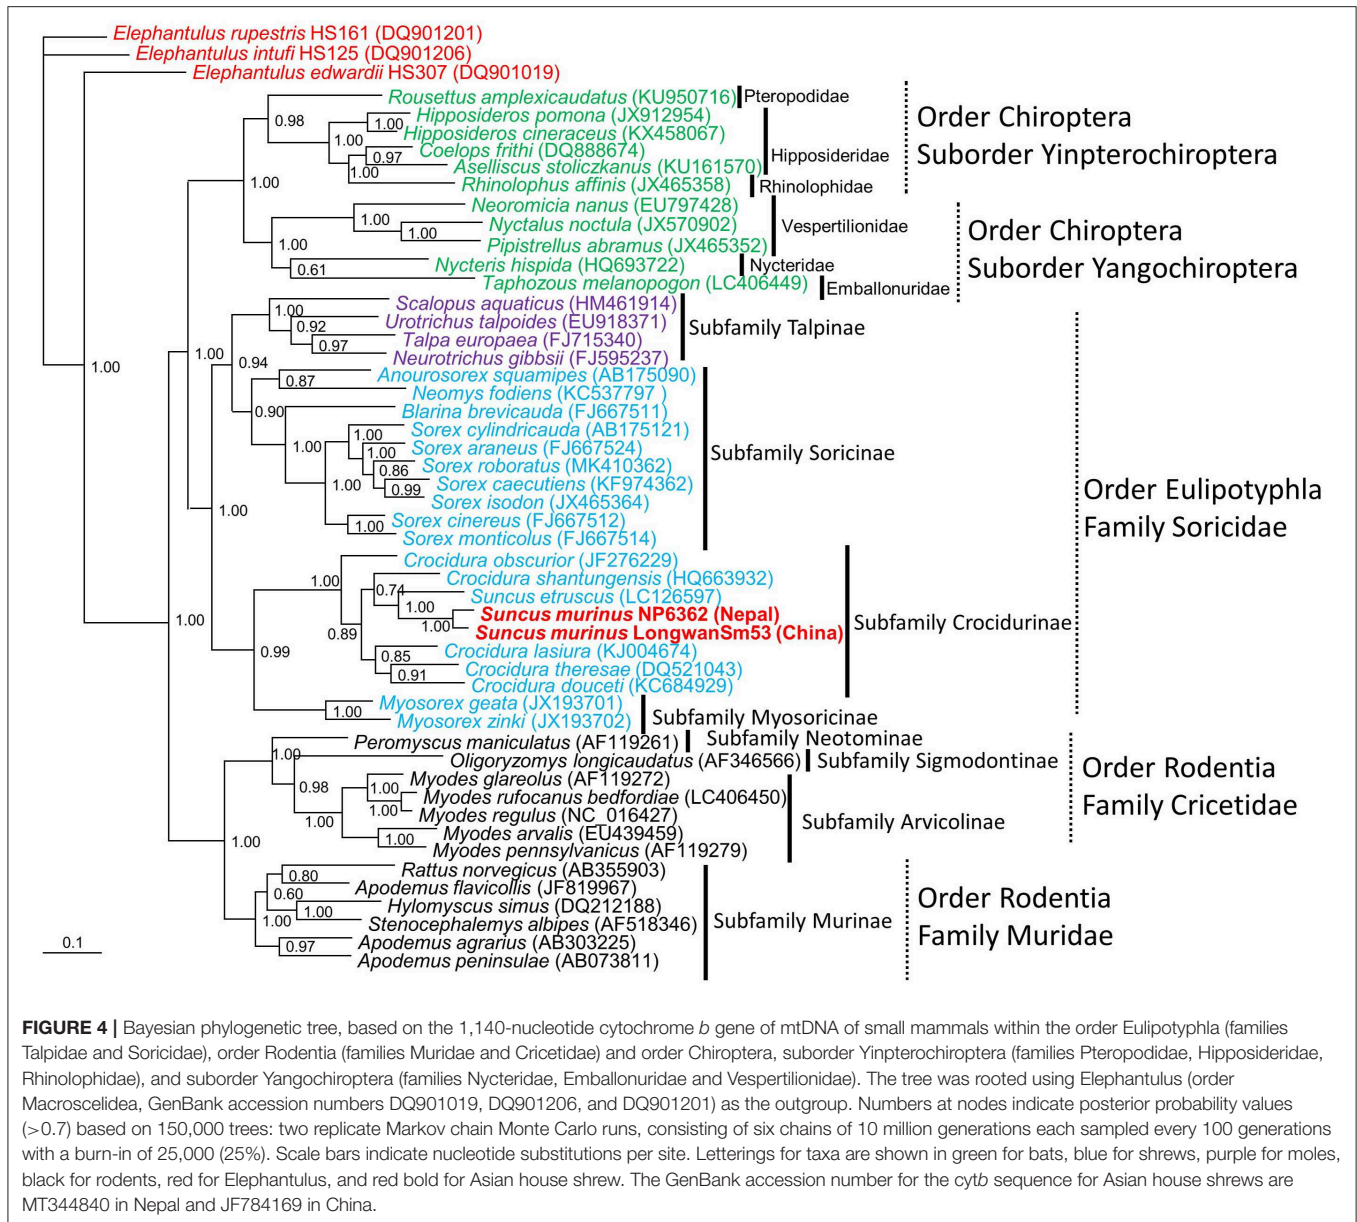 Elephantulus rupestris HS161 (DQ901201)
Elephantulus intufi HS125 (DQ901206)
Elephantulus edwardii HS307 (DQ901019)
Rousettus amplexicaudatus (KU950716)
Pteropodidae
Hipposideros pomona (JX912954)
Hipposideros cineraceus (KX458067)
Coelops frithi (DQ888674)
Aselliscus stoliczkanus (KU161570)
Hipposideridae
Rhinolophus affinis (JX465358)
Rhinolophidae
Order Chiroptera
Suborder Yinpterochiroptera
0.98
1.00
1.00
0.97
1.00
1.00
Neoromicia nanus (EU797428)
Nyctalus noctula (JX570902)
Pipistrellus abramus (JX465352)
Vespertilionidae
Nycteris hispida (HQ693722)
Nycteridae
Taphozous melanopogon (LC406449)
Emballonuridae
Order Chiroptera
Suborder Yangochiroptera
1.00
1.00
1.00
0.61
Scalopus aquaticus (HM461914)
Urotrichus talpoides (EU918371)
Talpa europaea (FJ715340)
Neurotrichus gibbsii (FJ595237)
Subfamily Talpinae
1.00
0.92
0.97
1.00
1.00
0.94
Anourosorex squamipes (AB175090)
Neomys fodiens (KC537797 )
Blarina brevicauda (FJ667511)
Sorex cylindricauda (AB175121)
Sorex araneus (FJ667524)
Sorex roboratus (MK410362)
Sorex caecutiens (KF974362)
Sorex isodon (JX465364)
Sorex cinereus (FJ667512)
Sorex monticolus (FJ667514)
Subfamily Soricinae
0.87
0.90
1.00
1.00
1.00
0.86
1.00
0.99
1.00
1.00
Order Eulipotyphla
Family Soricidae
Crocidura obscurior (JF276229)
Crocidura shantungensis (HQ663932)
Suncus etruscus (LC126597)
Suncus murinus NP6362 (Nepal)
Suncus murinus LongwanSm53 (China)
Crocidura lasiura (KJ004674)
Crocidura theresae (DQ521043)
Crocidura douceti (KC684929)
Subfamily Crocidurinae
1.00
0.74
1.00
1.00
0.89
0.85
0.91
1.00
0.99
Myosorex geata (JX193701)
Myosorex zinki (JX193702)
Subfamily Myosoricinae
1.00
Peromyscus maniculatus (AF119261)
Subfamily Neotominae
Oligoryzomys longicaudatus (AF346566)
Subfamily Sigmodontinae
Myodes glareolus (AF119272)
Myodes rufocanus bedfordiae (LC406450)
Myodes regulus (NC_016427)
Myodes arvalis (EU439459)
Myodes pennsylvanicus (AF119279)
Subfamily Arvicolinae
Order Rodentia
Family Cricetidae
1.00
0.98
1.00
1.00
1.00
1.00
1.00
Rattus norvegicus (AB355903)
Apodemus flavicollis (JF819967)
Hylomyscus simus (DQ212188)
Stenocephalemys albipes (AF518346)
Apodemus agrarius (AB303225)
Apodemus peninsulae (AB073811)
Subfamily Murinae
Order Rodentia
Family Muridae
0.80
0.60
1.00
1.00
0.97
0.1
FIGURE 4 | Bayesian phylogenetic tree, based on the 1,140-nucleotide cytochrome b gene of mtDNA of small mammals within the order Eulipotyphla (families
Talpidae and Soricidae), order Rodentia (families Muridae and Cricetidae) and order Chiroptera, suborder Yinpterochiroptera (families Pteropodidae, Hipposideridae,
Rhinolophidae), and suborder Yangochiroptera (families Nycteridae, Emballonuridae and Vespertilionidae). The tree was rooted using Elephantulus (order
Macroscelidea, GenBank accession numbers DQ901019, DQ901206, and DQ901201) as the outgroup. Numbers at nodes indicate posterior probability values
(>0.7) based on 150,000 trees: two replicate Markov chain Monte Carlo runs, consisting of six chains of 10 million generations each sampled every 100 generations
with a burn-in of 25,000 (25%). Scale bars indicate nucleotide substitutions per site. Letterings for taxa are shown in green for bats, blue for shrews, purple for moles,
black for rodents, red for Elephantulus, and red bold for Asian house shrew. The GenBank accession number for the cytb sequence for Asian house shrews are
MT344840 in Nepal and JF784169 in China.